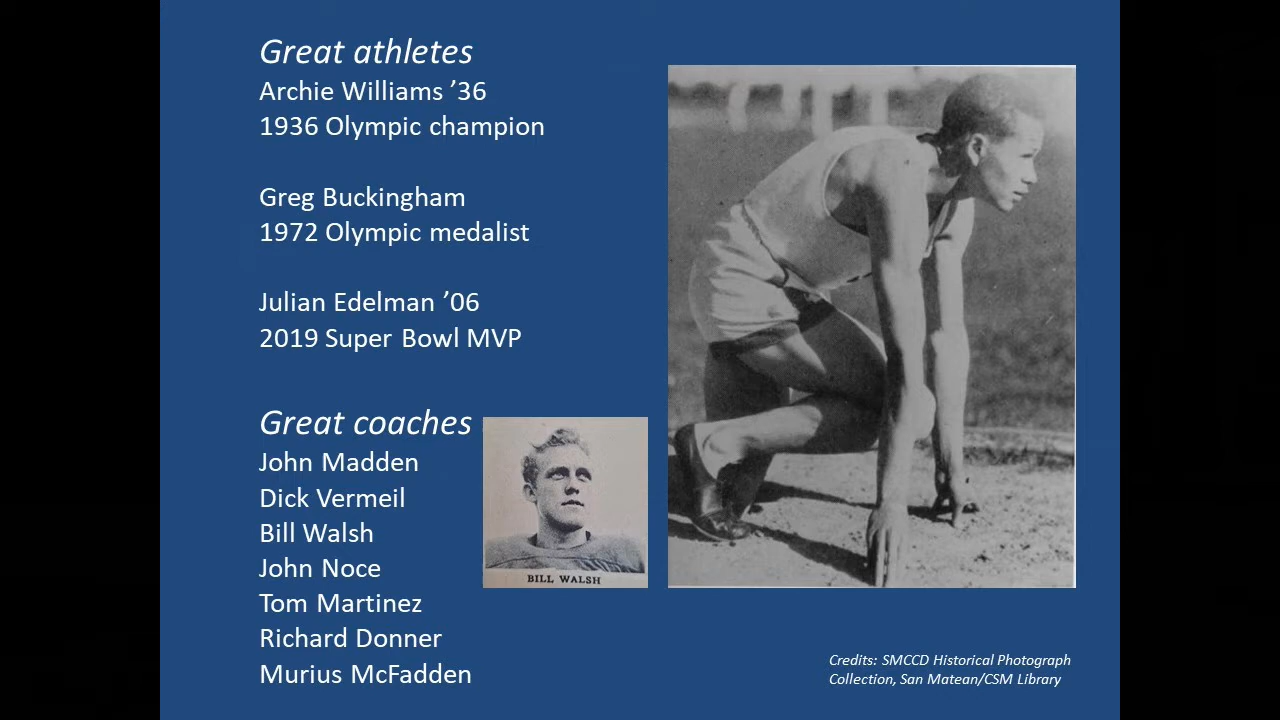 Great athletes
Archie Williams ’36
1936 Olympic champion
Greg Buckingham
1972 Olympic medalist
Julian Edelman ’06
2019 Super Bowl MVP
Great coaches
John Madden
Dick Vermeil
Bill Walsh
John Noce
Tom Martinez
Richard Donner
Murius McFadden
BILL WALSH
Credits: SMCCD Historical Photograph
Collection, San Matean/CSM Library